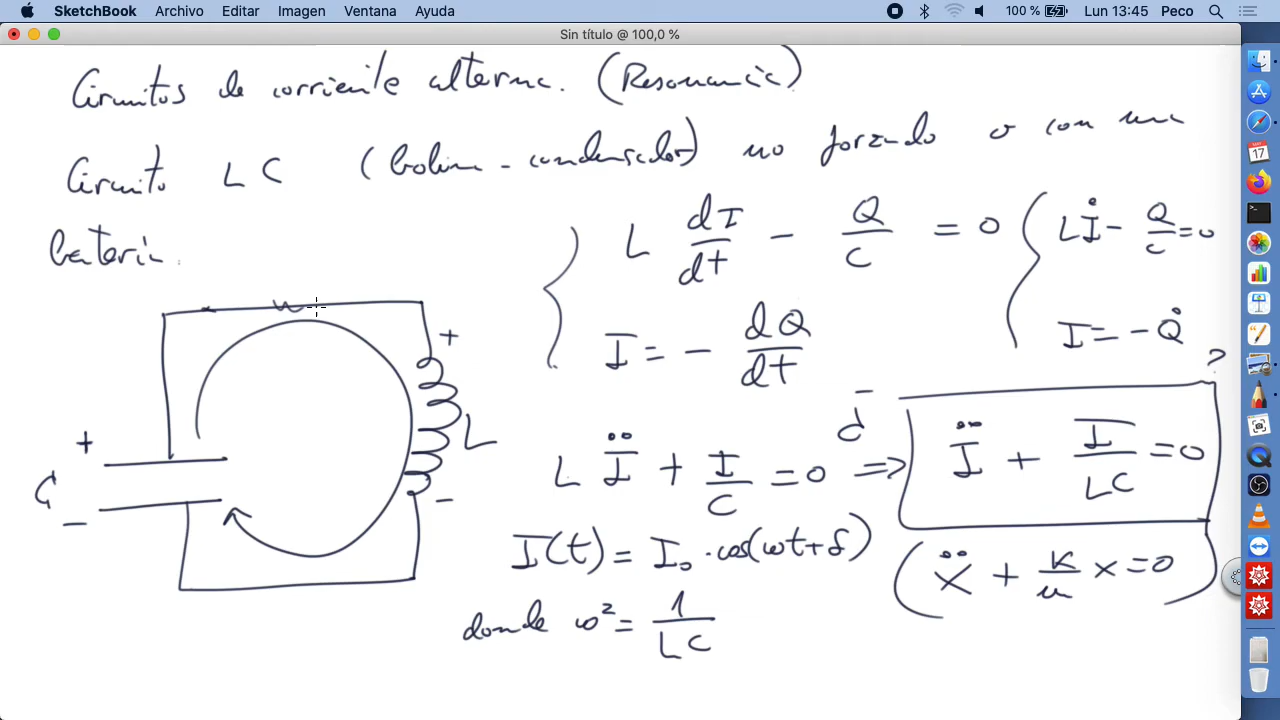 SketchBook Archivo Editar Imagen Ventana Ayuda 100 % Lun 13:45 Peco
Sin título @ 100,0 %
MAY
17
Circuitos de corriente alterna. (Resonancia)
Circuito LC (bobina - condensador) no forzado o con una
batería.
L dI/dt - Q/C = 0
L İ - Q/C = 0
I = - dQ/dt
I = - Q̇
+
+
C
-
L
-
L Ï + I/C = 0 => Ï + I/LC = 0
?
I(t) = I₀ · cos(ωt + δ)
(ẍ + k/m x = 0)
donde ω² = 1/LC